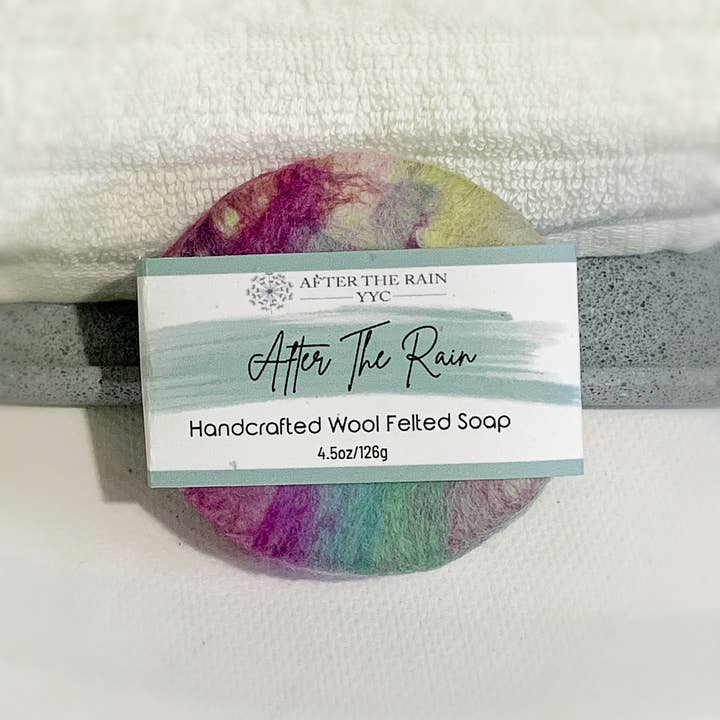 AFTER THE RAIN
YYC
After The Rain
Handcrafted Wool Felted Soap
4.5oz/126g